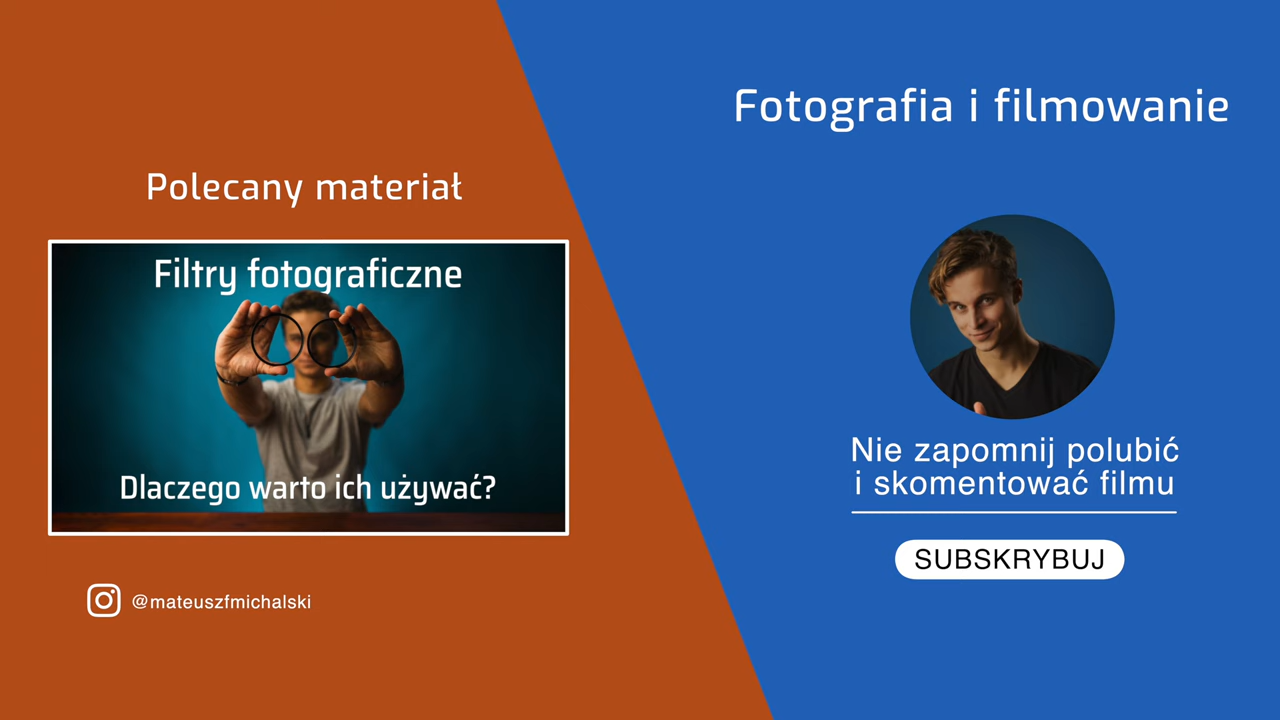 Fotografia i filmowanie
Polecany materiał
Filtry fotograficzne
Dlaczego warto ich używać?
@mateuszfmichalski
Nie zapomnij polubić
i skomentować filmu
SUBSKRYBUJ